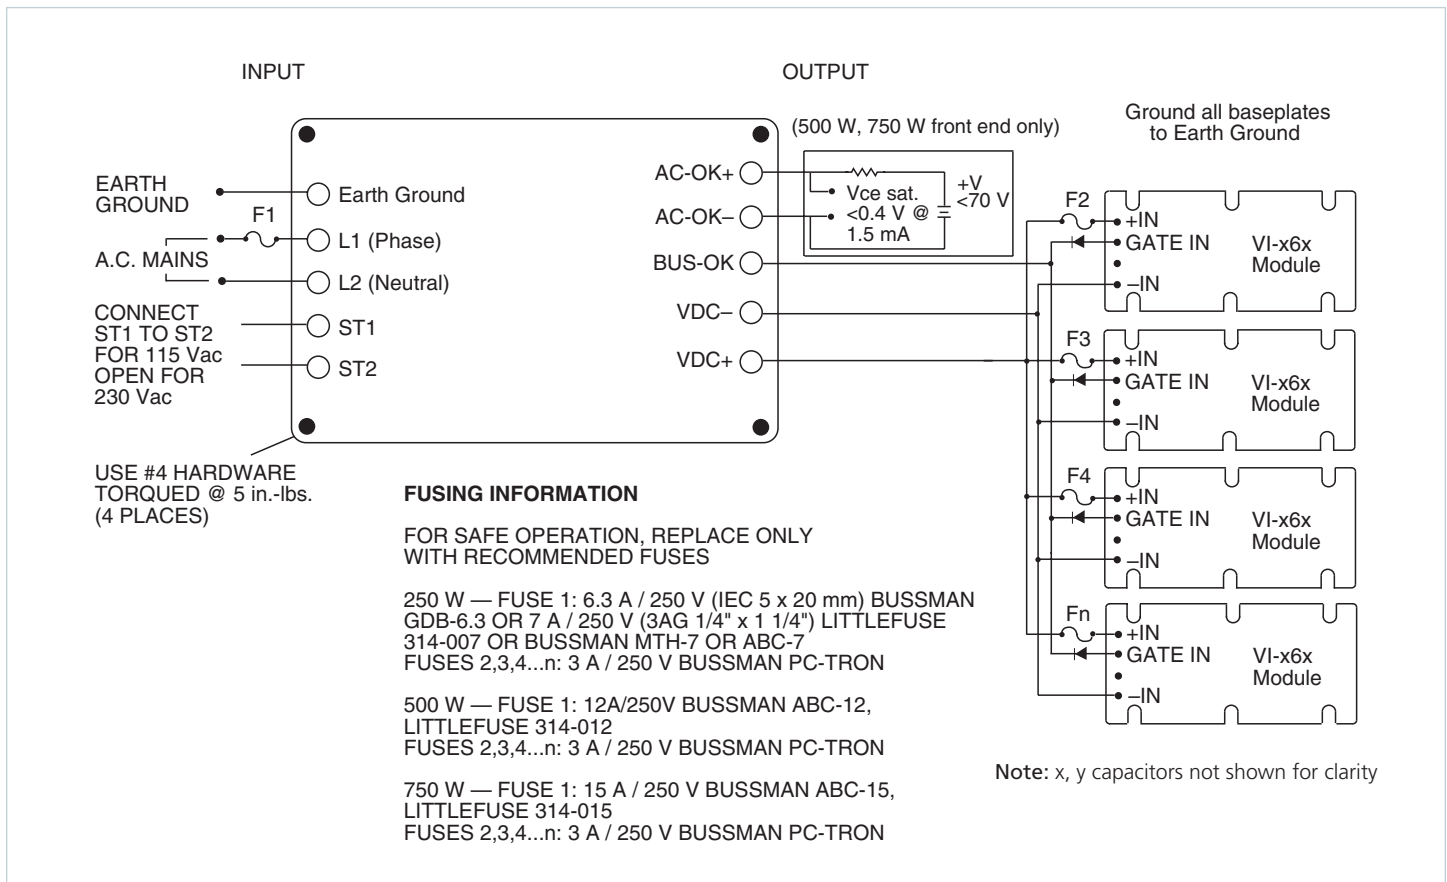 INPUT
OUTPUT
(500 W, 750 W front end only)
Ground all baseplates
to Earth Ground
EARTH
GROUND
F1
A.C. MAINS
CONNECT
ST1 TO ST2
FOR 115 Vac
OPEN FOR
230 Vac
USE #4 HARDWARE
TORQUED @ 5 in.-lbs.
(4 PLACES)
Earth Ground
L1 (Phase)
L2 (Neutral)
ST1
ST2
AC-OK+
AC-OK–
BUS-OK
VDC–
VDC+
Vce sat.
<0.4 V @
1.5 mA
+V
<70 V
F2
+IN
GATE IN
–IN
VI-x6x
Module
F3
+IN
GATE IN
–IN
VI-x6x
Module
F4
+IN
GATE IN
–IN
VI-x6x
Module
Fn
+IN
GATE IN
–IN
VI-x6x
Module
FUSING INFORMATION
FOR SAFE OPERATION, REPLACE ONLY
WITH RECOMMENDED FUSES
250 W — FUSE 1: 6.3 A / 250 V (IEC 5 x 20 mm) BUSSMAN
GDB-6.3 OR 7 A / 250 V (3AG 1/4" x 1 1/4") LITTLEFUSE
314-007 OR BUSSMAN MTH-7 OR ABC-7
FUSES 2,3,4...n: 3 A / 250 V BUSSMAN PC-TRON
500 W — FUSE 1: 12A/250V BUSSMAN ABC-12,
LITTLEFUSE 314-012
FUSES 2,3,4...n: 3 A / 250 V BUSSMAN PC-TRON
750 W — FUSE 1: 15 A / 250 V BUSSMAN ABC-15,
LITTLEFUSE 314-015
FUSES 2,3,4...n: 3 A / 250 V BUSSMAN PC-TRON
Note: x, y capacitors not shown for clarity